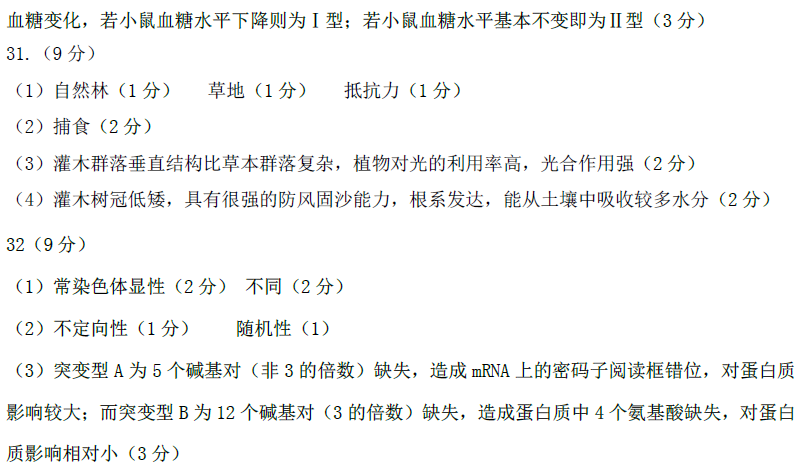 血糖变化，若小鼠血糖水平下降则为Ⅰ型；若小鼠血糖水平基本不变即为Ⅱ型（3 分）
31.（9 分）
（1）自然林（1 分） 草地（1 分） 抵抗力（1 分）
（2）捕食（2 分）
（3）灌木群落垂直结构比草本群落复杂，植物对光的利用率高，光合作用强（2 分）
（4）灌木树冠低矮，具有很强的防风固沙能力，根系发达，能从土壤中吸收较多水分（2 分）
32（9 分）
（1）常染色体显性（2 分） 不同（2 分）
（2）不定向性（1 分） 随机性（1）
（3）突变型 A 为 5 个碱基对（非 3 的倍数）缺失，造成 mRNA 上的密码子阅读框错位，对蛋白质
影响较大；而突变型 B 为 12 个碱基对（3 的倍数）缺失，造成蛋白质中 4 个氨基酸缺失，对蛋白
质影响相对小（3 分）